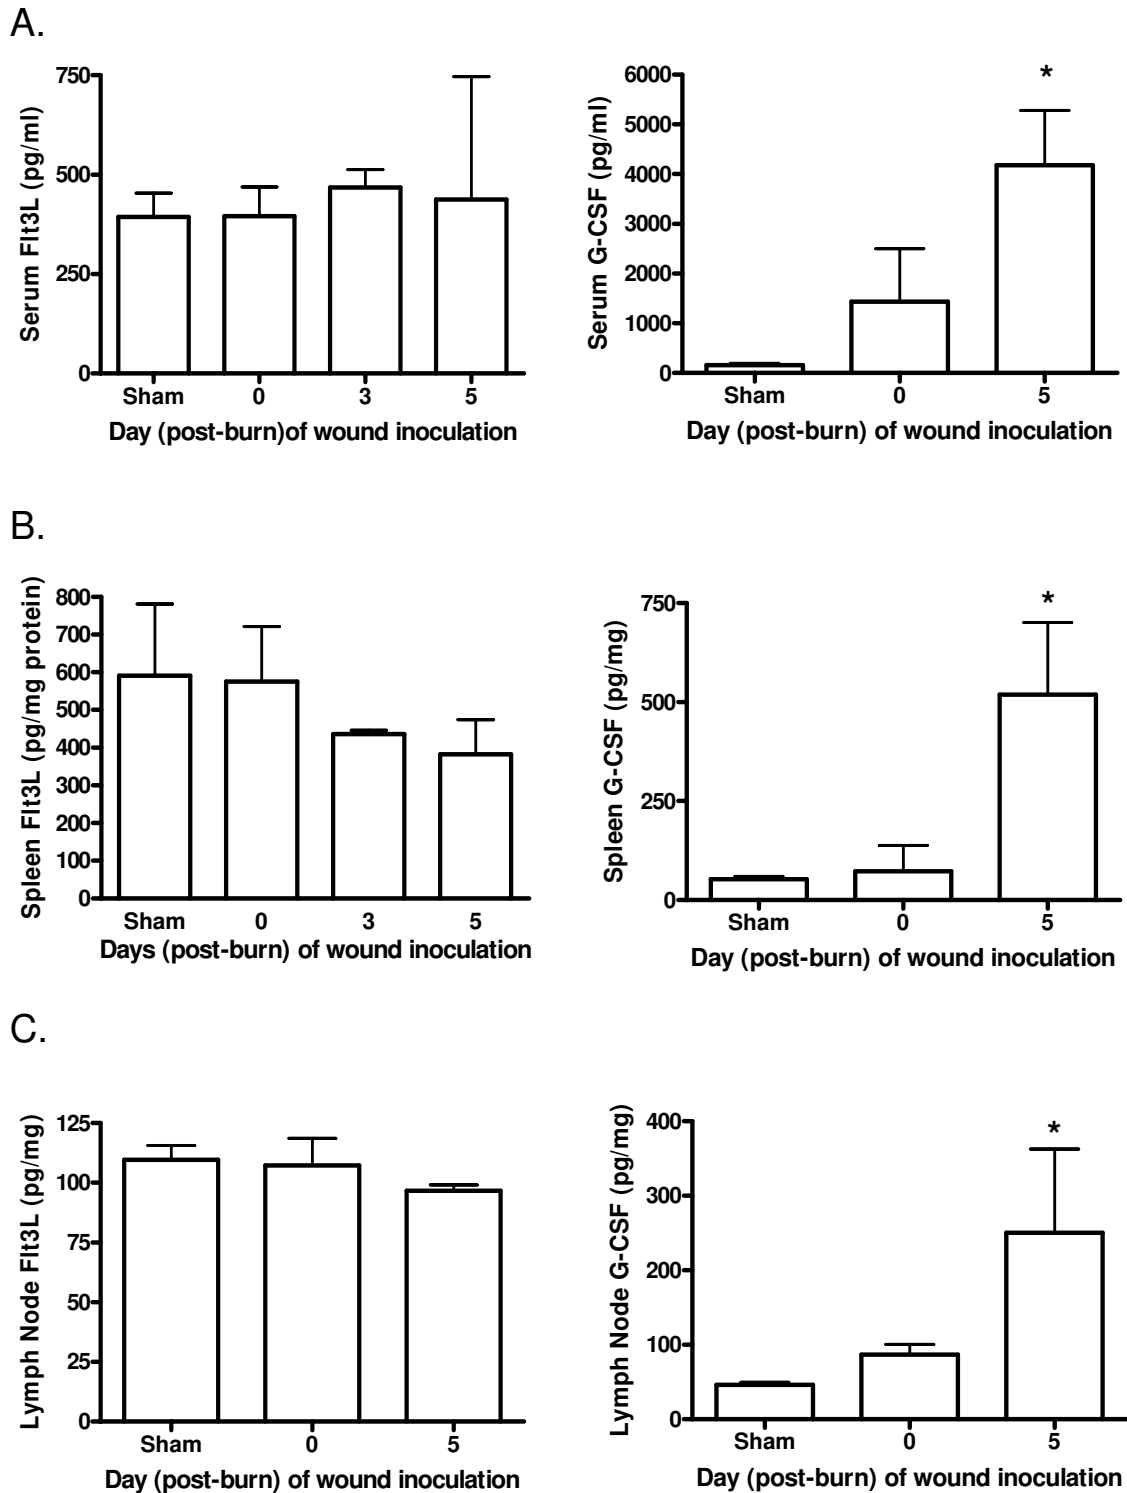 A.
Serum Flt3L (pg/ml)
750
500
250
0
Sham 0 3 5
Day (post-burn)of wound inoculation
Serum G-CSF (pg/ml)
6000
5000
4000
3000
2000
1000
0
*
Sham 0 5
Day (post-burn) of wound inoculation
B.
Spleen Flt3L (pg/mg protein)
800
700
600
500
400
300
200
100
0
Sham 0 3 5
Days (post-burn) of wound inoculation
Spleen G-CSF (pg/mg)
750
500
250
0
*
Sham 0 5
Day (post-burn) of wound inoculation
C.
Lymph Node Flt3L (pg/mg)
125
100
75
50
25
0
Sham 0 5
Day (post-burn) of wound inoculation
Lymph Node G-CSF (pg/mg)
400
300
200
100
0
*
Sham 0 5
Day (post-burn) of wound inoculation